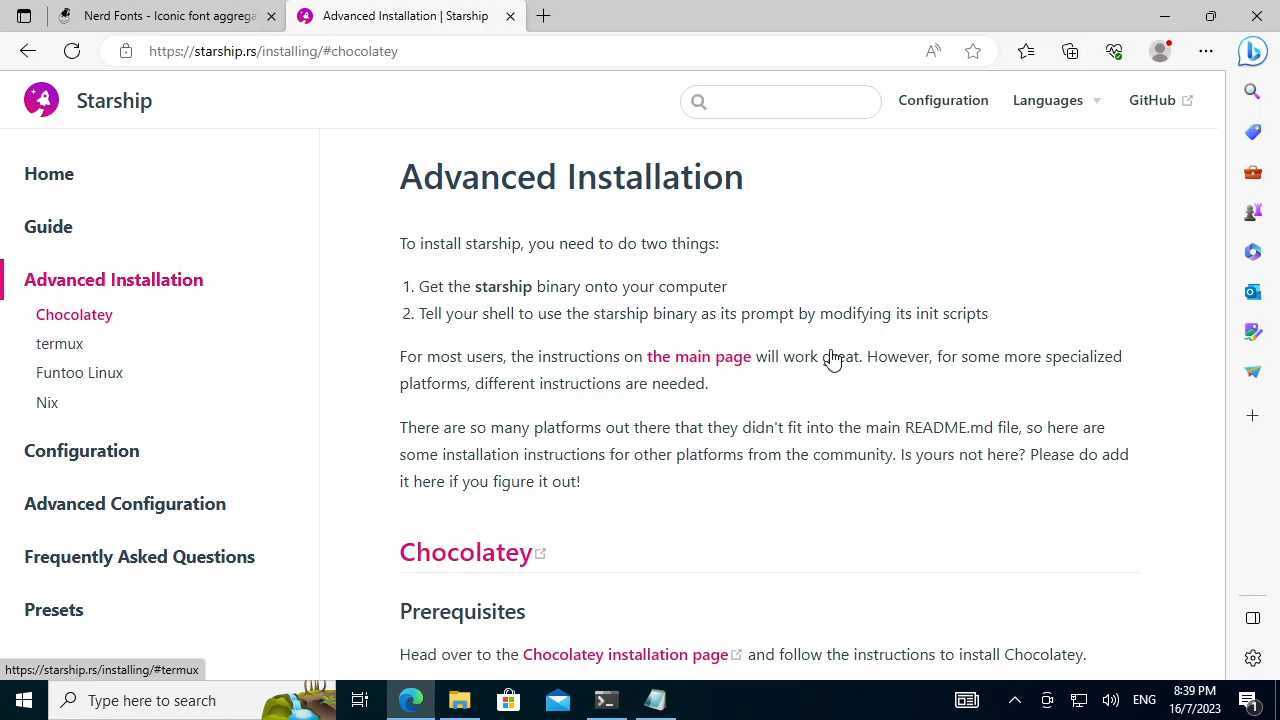 Nerd Fonts - Iconic font aggrega
Advanced Installation | Starship
https://starship.rs/installing/#chocolatey
Starship
Configuration
Languages
GitHub
Home
Guide
Advanced Installation
Chocolatey
termux
Funtoo Linux
Nix
Configuration
Advanced Configuration
Frequently Asked Questions
Presets
Advanced Installation
To install starship, you need to do two things:
1. Get the starship binary onto your computer
2. Tell your shell to use the starship binary as its prompt by modifying its init scripts
For most users, the instructions on the main page will work great. However, for some more specialized
platforms, different instructions are needed.
There are so many platforms out there that they didn't fit into the main README.md file, so here are
some installation instructions for other platforms from the community. Is yours not here? Please do add
it here if you figure it out!
Chocolatey
Prerequisites
Head over to the Chocolatey installation page and follow the instructions to install Chocolatey.
https://starship.rs/installing/#termux
Type here to search
ENG
8:39 PM
16/7/2023
1